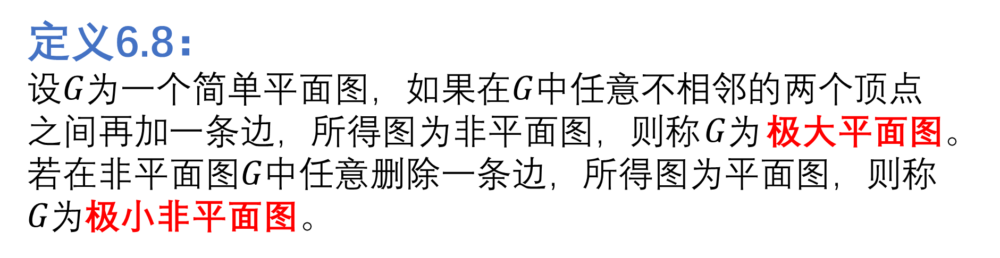 定义6.8：
设G为一个简单平面图，如果在G中任意不相邻的两个顶点
之间再加一条边，所得图为非平面图，则称G为极大平面图。
若在非平面图G中任意删除一条边，所得图为平面图，则称
G为极小非平面图。